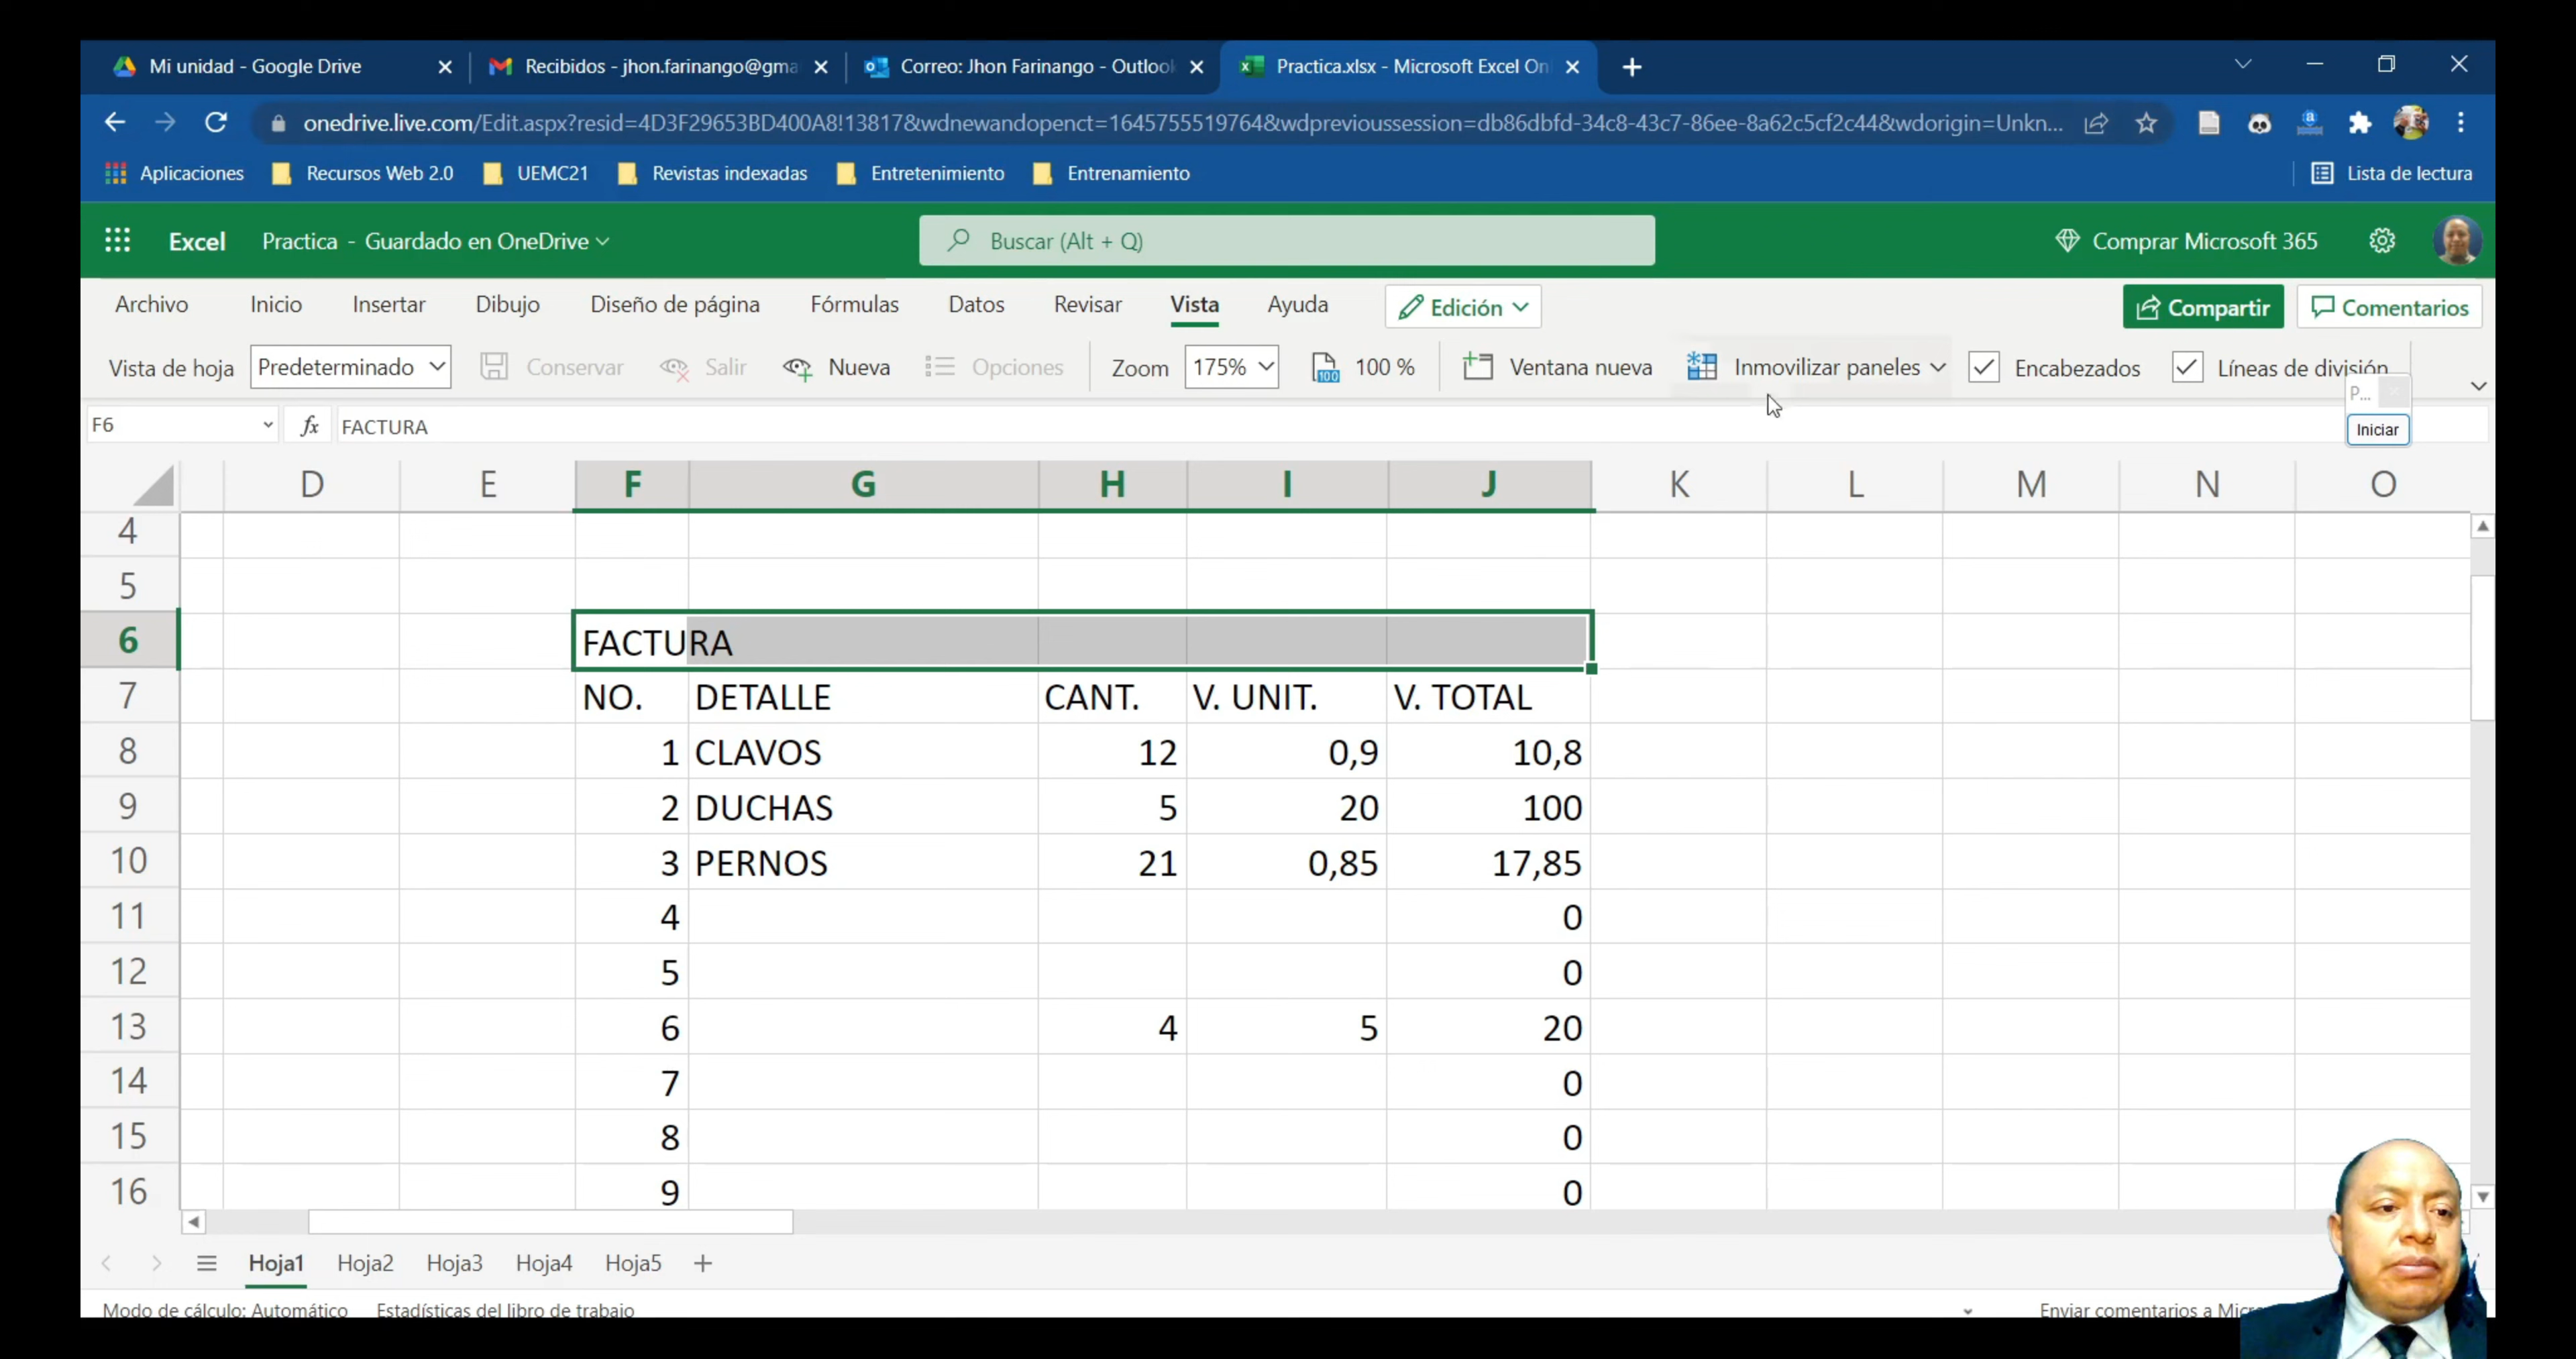 Mi unidad - Google Drive
Recibidos - jhon.farinango@gma
Correo: Jhon Farinango - Outlook
Practica.xlsx - Microsoft Excel On
onedrive.live.com/Edit.aspx?resid=4D3F29653BD400A8!13817&wdnewandopenct=1645755519764&wdprevioussession=db86dbfd-34c8-43c7-86ee-8a62c5cf2c44&wdorigin=Unkn...
Aplicaciones Recursos Web 2.0 UEMC21 Revistas indexadas Entretenimiento Entrenamiento Lista de lectura
Excel Practica - Guardado en OneDrive Buscar (Alt + Q) Comprar Microsoft 365
Archivo Inicio Insertar Dibujo Diseño de página Fórmulas Datos Revisar Vista Ayuda Edición Compartir Comentarios
Vista de hoja Predeterminado Conservar Salir Nueva Opciones Zoom 175% 100 % Ventana nueva Inmovilizar paneles Encabezados Líneas de división
P...
F6 fx FACTURA Iniciar
D E F G H I J K L M N O
4
5
6 FACTURA
7 NO. DETALLE CANT. V. UNIT. V. TOTAL
8 1 CLAVOS 12 0,9 10,8
9 2 DUCHAS 5 20 100
10 3 PERNOS 21 0,85 17,85
11 4 0
12 5 0
13 6 4 5 20
14 7 0
15 8 0
16 9 0
Hoja1 Hoja2 Hoja3 Hoja4 Hoja5
Modo de cálculo: Automático Estadísticas del libro de trabajo Enviar comentarios a Micr